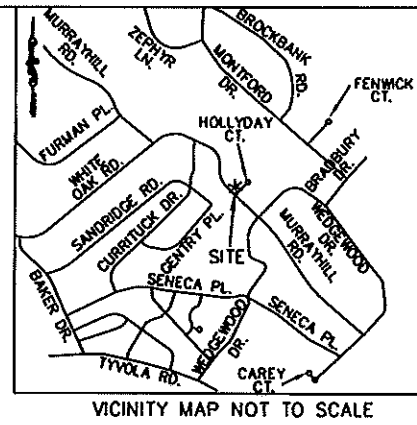 MURRAYHILL
RD.
ZEPHYR
LN.
BROCKBANK
RD.
MONTFORD
DR.
FENWICK
CT.
HOLLYDAY
CT.
BRADBURY
DR.
FURMAN PL.
WHITE
OAK RD.
SANDRIDGE RD.
CURRITUCK DR.
GENTRY PL.
SITE
MURRAYHILL
RD.
WEDGEWOOD
DR.
SENECA PL.
BAKER DR.
WEDGEWOOD
DR.
SENECA PL.
TYVOLA RD.
CAREY
CT.
VICINITY MAP NOT TO SCALE